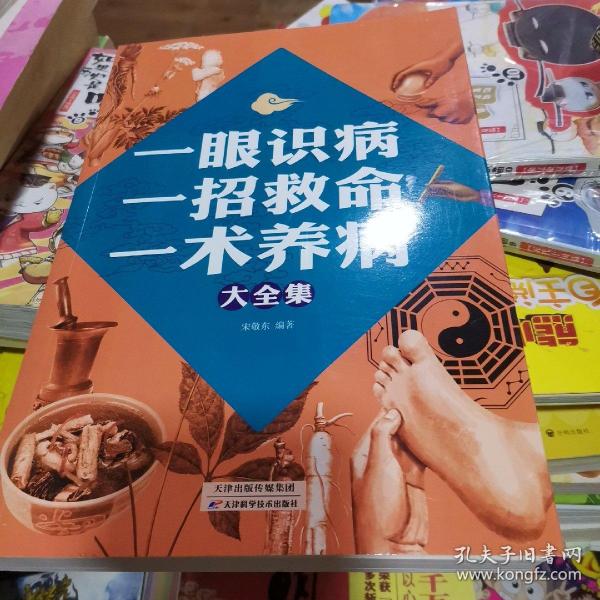 一眼识病
一招救命
一术养病
大全集
宋敬东 编著
天津出版传媒集团
天津科学技术出版社
孔夫子旧书网
www.kongfz.com